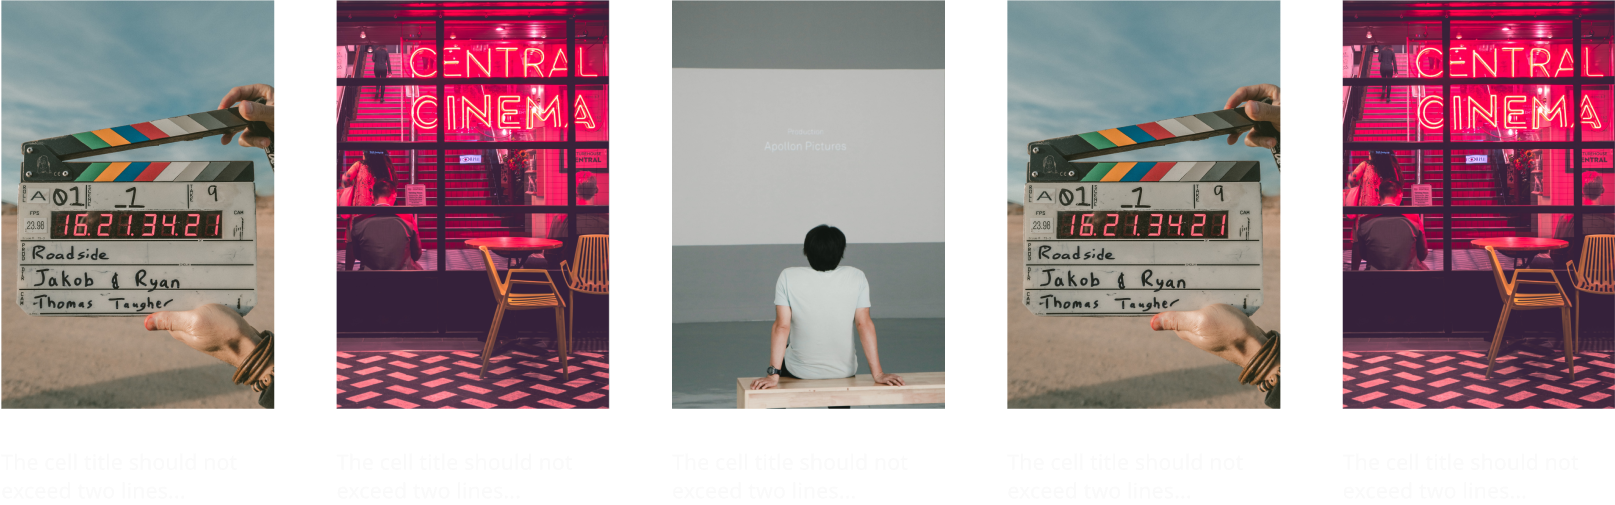 A 01 1 9
FPS
23.98
16.21.34.21
CAM
Roadside
Jakob & Ryan
Thomas Taugher
The cell title should not
exceed two lines...
CENTRAL
CINEMA
CENTRAL
The cell title should not
exceed two lines...
Production
Apollon Pictures
The cell title should not
exceed two lines...
A 01 1 9
FPS
23.98
16.21.34.21
CAM
Roadside
Jakob & Ryan
Thomas Taugher
The cell title should not
exceed two lines...
CENTRAL
CINEMA
ENTRAL
The cell title should not
exceed two lines...